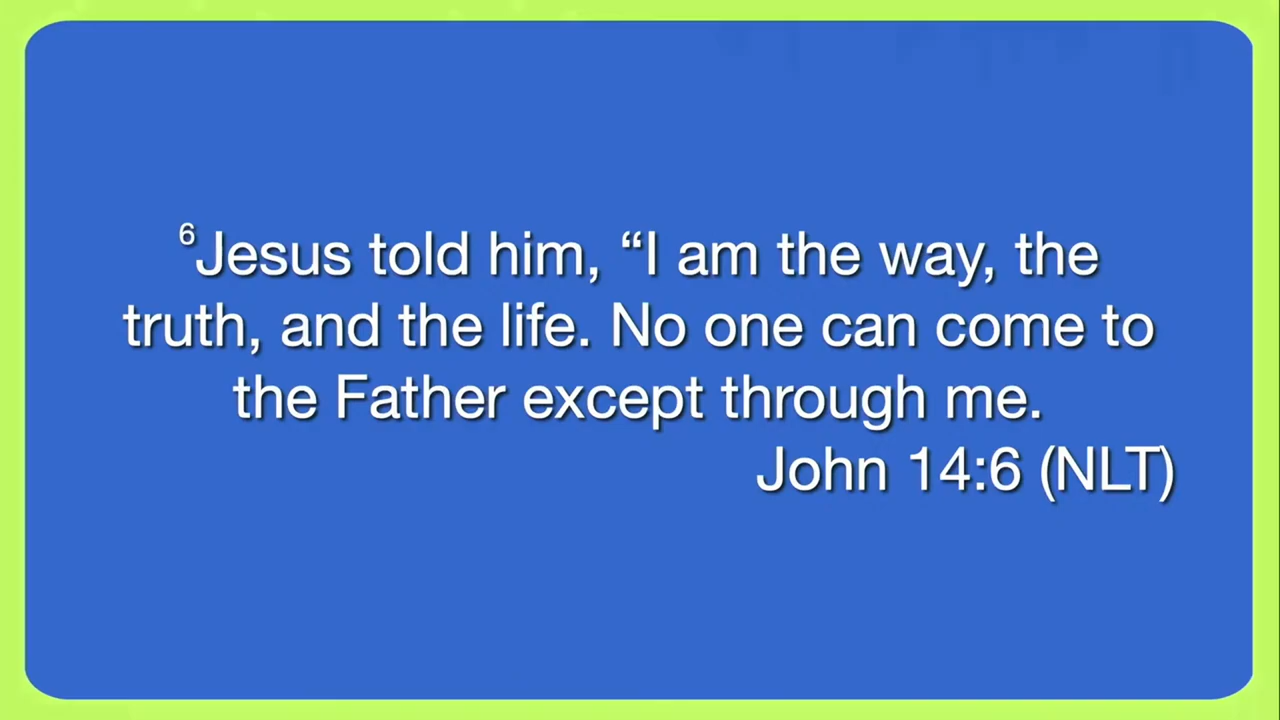 ⁶Jesus told him, “I am the way, the
truth, and the life. No one can come to
the Father except through me.
John 14:6 (NLT)